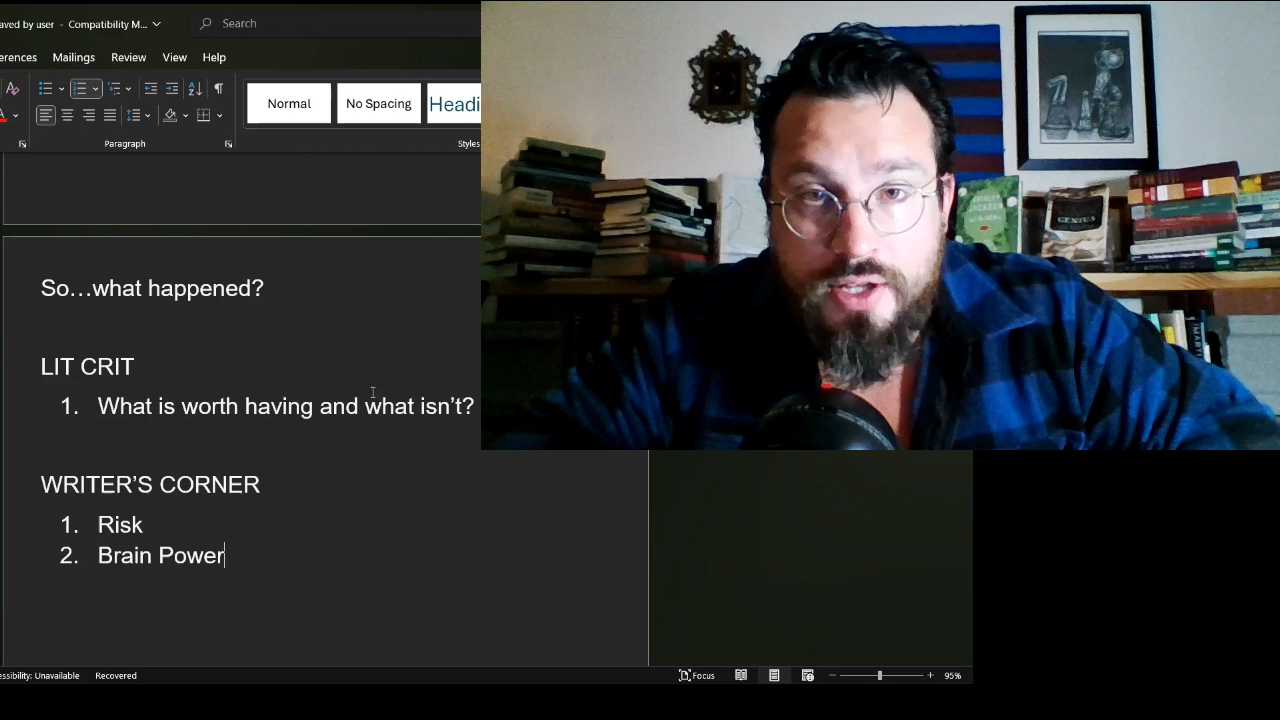 aved by user - Compatibility M...
Search
erences Mailings Review View Help
Normal
No Spacing
Headi
Paragraph
Styles
So…what happened?
LIT CRIT
1. What is worth having and what isn’t?
WRITER’S CORNER
1. Risk
2. Brain Power
JACKSON
GENIUS
essibility: Unavailable
Recovered
Focus
95%